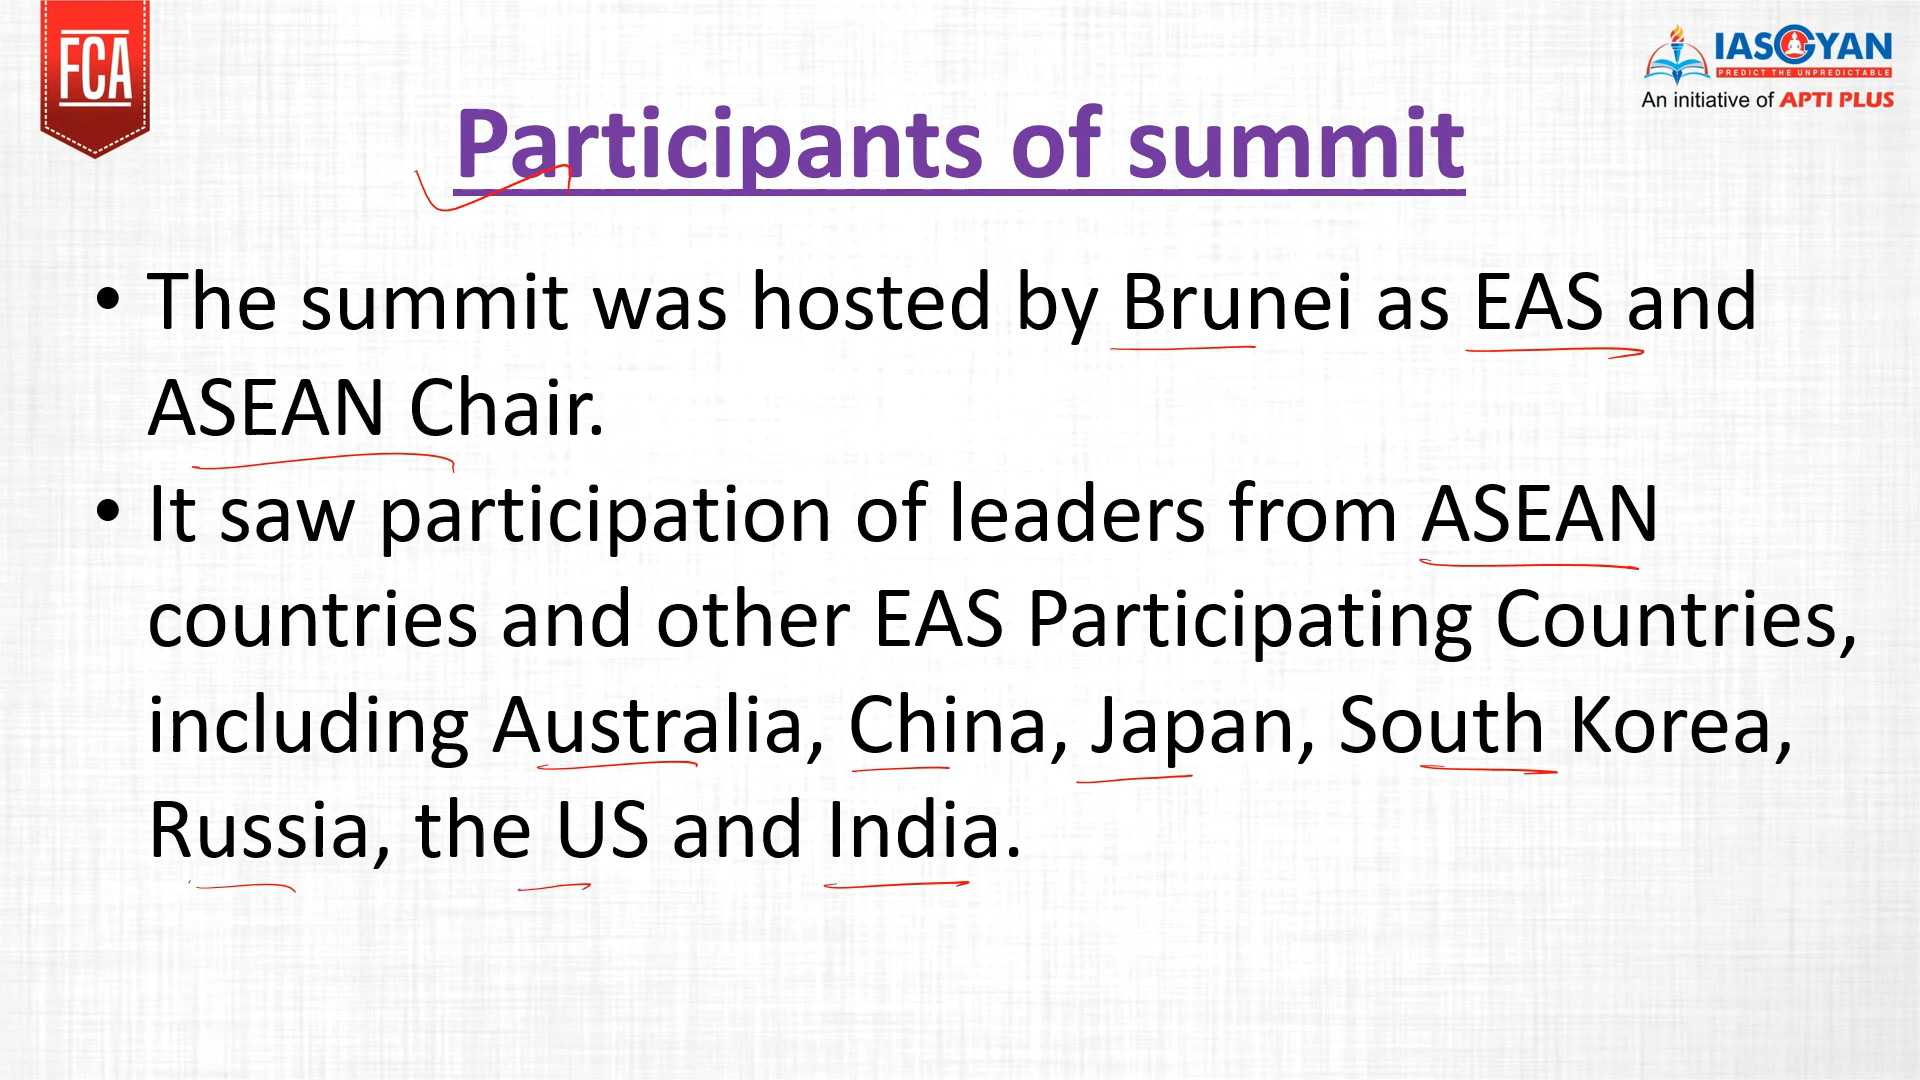 FCA
IASGYAN
PREDICT THE UNPREDICTABLE
An initiative of APTI PLUS
Participants of summit
• The summit was hosted by Brunei as EAS and
ASEAN Chair.
• It saw participation of leaders from ASEAN
countries and other EAS Participating Countries,
including Australia, China, Japan, South Korea,
Russia, the US and India.